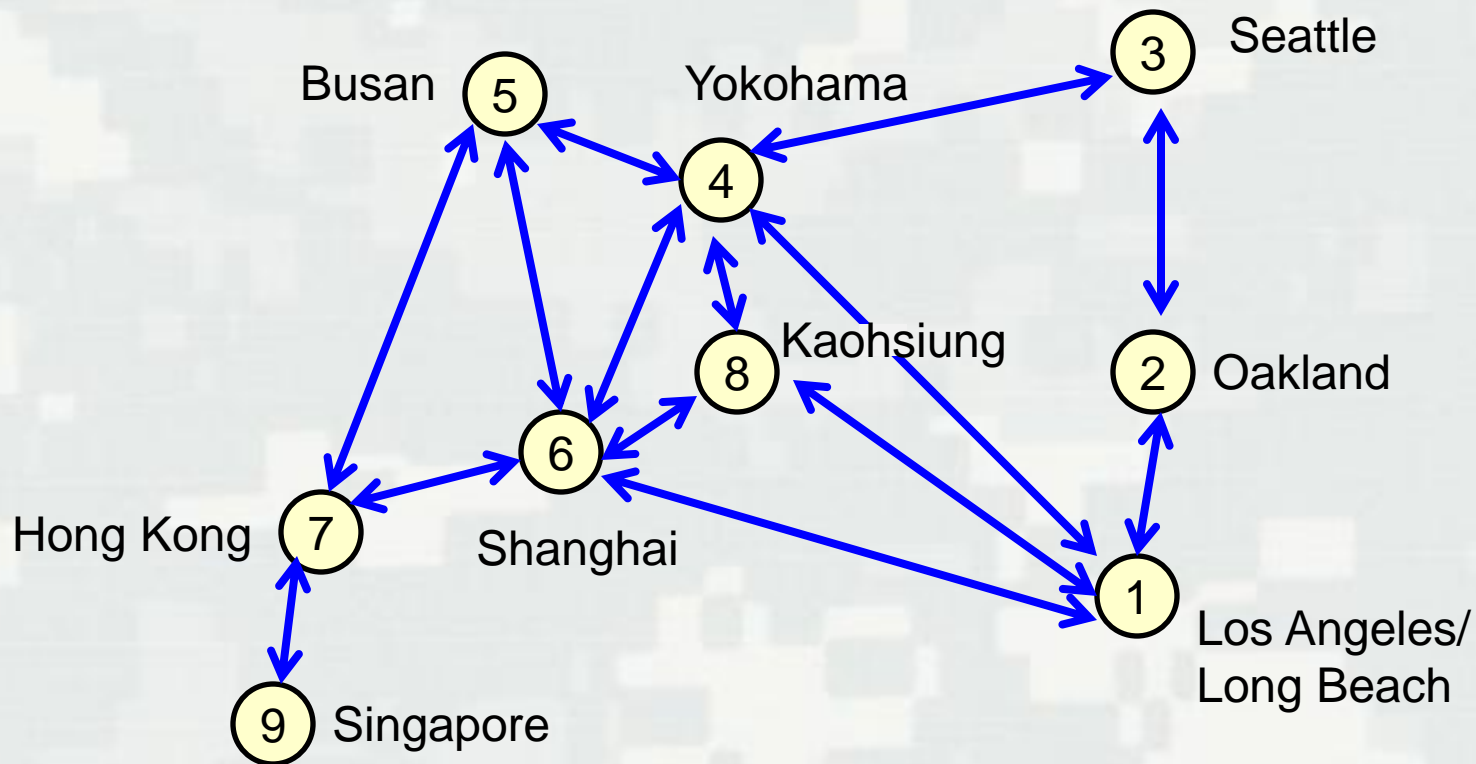 Seattle
3
Busan
5
Yokohama
4
Kaohsiung
8
2
Oakland
6
Shanghai
Hong Kong
7
1
Los Angeles/
Long Beach
9
Singapore